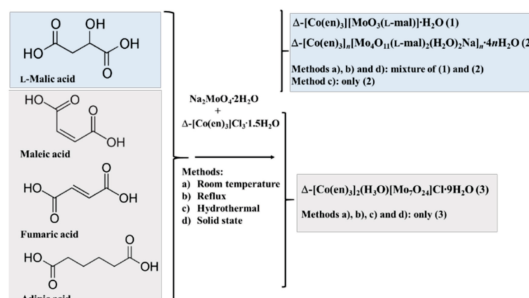 HO
O
OH
OH
O
L-Malic acid
O
OH
OH
O
Maleic acid
O
HO
OH
O
Fumaric acid
HO
O
O
OH
Adipic acid
Na₂MoO₄·2H₂O
+
Δ-[Co(en)₃]Cl₃·1.5H₂O
Methods:
a) Room temperature
b) Reflux
c) Hydrothermal
d) Solid state
Δ-[Co(en)₃][MoO₃(L-mal)]·H₂O (1)
Δ-[Co(en)₃]ₙ[Mo₄O₁₁(L-mal)₂(H₂O)₂Na]ₙ·4nH₂O (2
Methods a), b) and d): mixture of (1) and (2)
Method c): only (2)
Δ-[Co(en)₃]₂(H₃O)[Mo₇O₂₄]Cl·9H₂O (3)
Methods a), b), c) and d): only (3)